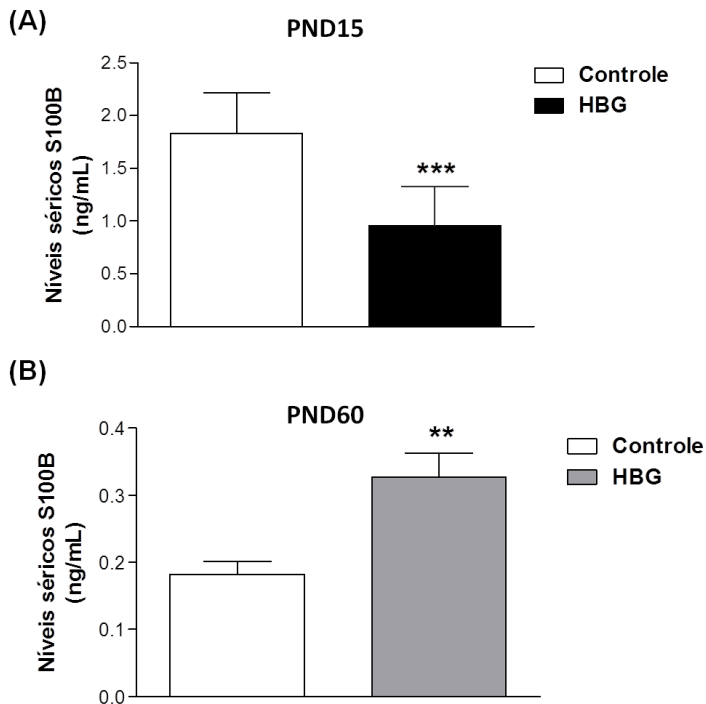 (A)
PND15
Níveis séricos S100B
(ng/mL)
2.5
2.0
1.5
1.0
0.5
0.0
***
Controle
HBG
(B)
PND60
Níveis séricos S100B
(ng/mL)
0.4
0.3
0.2
0.1
0.0
**
Controle
HBG